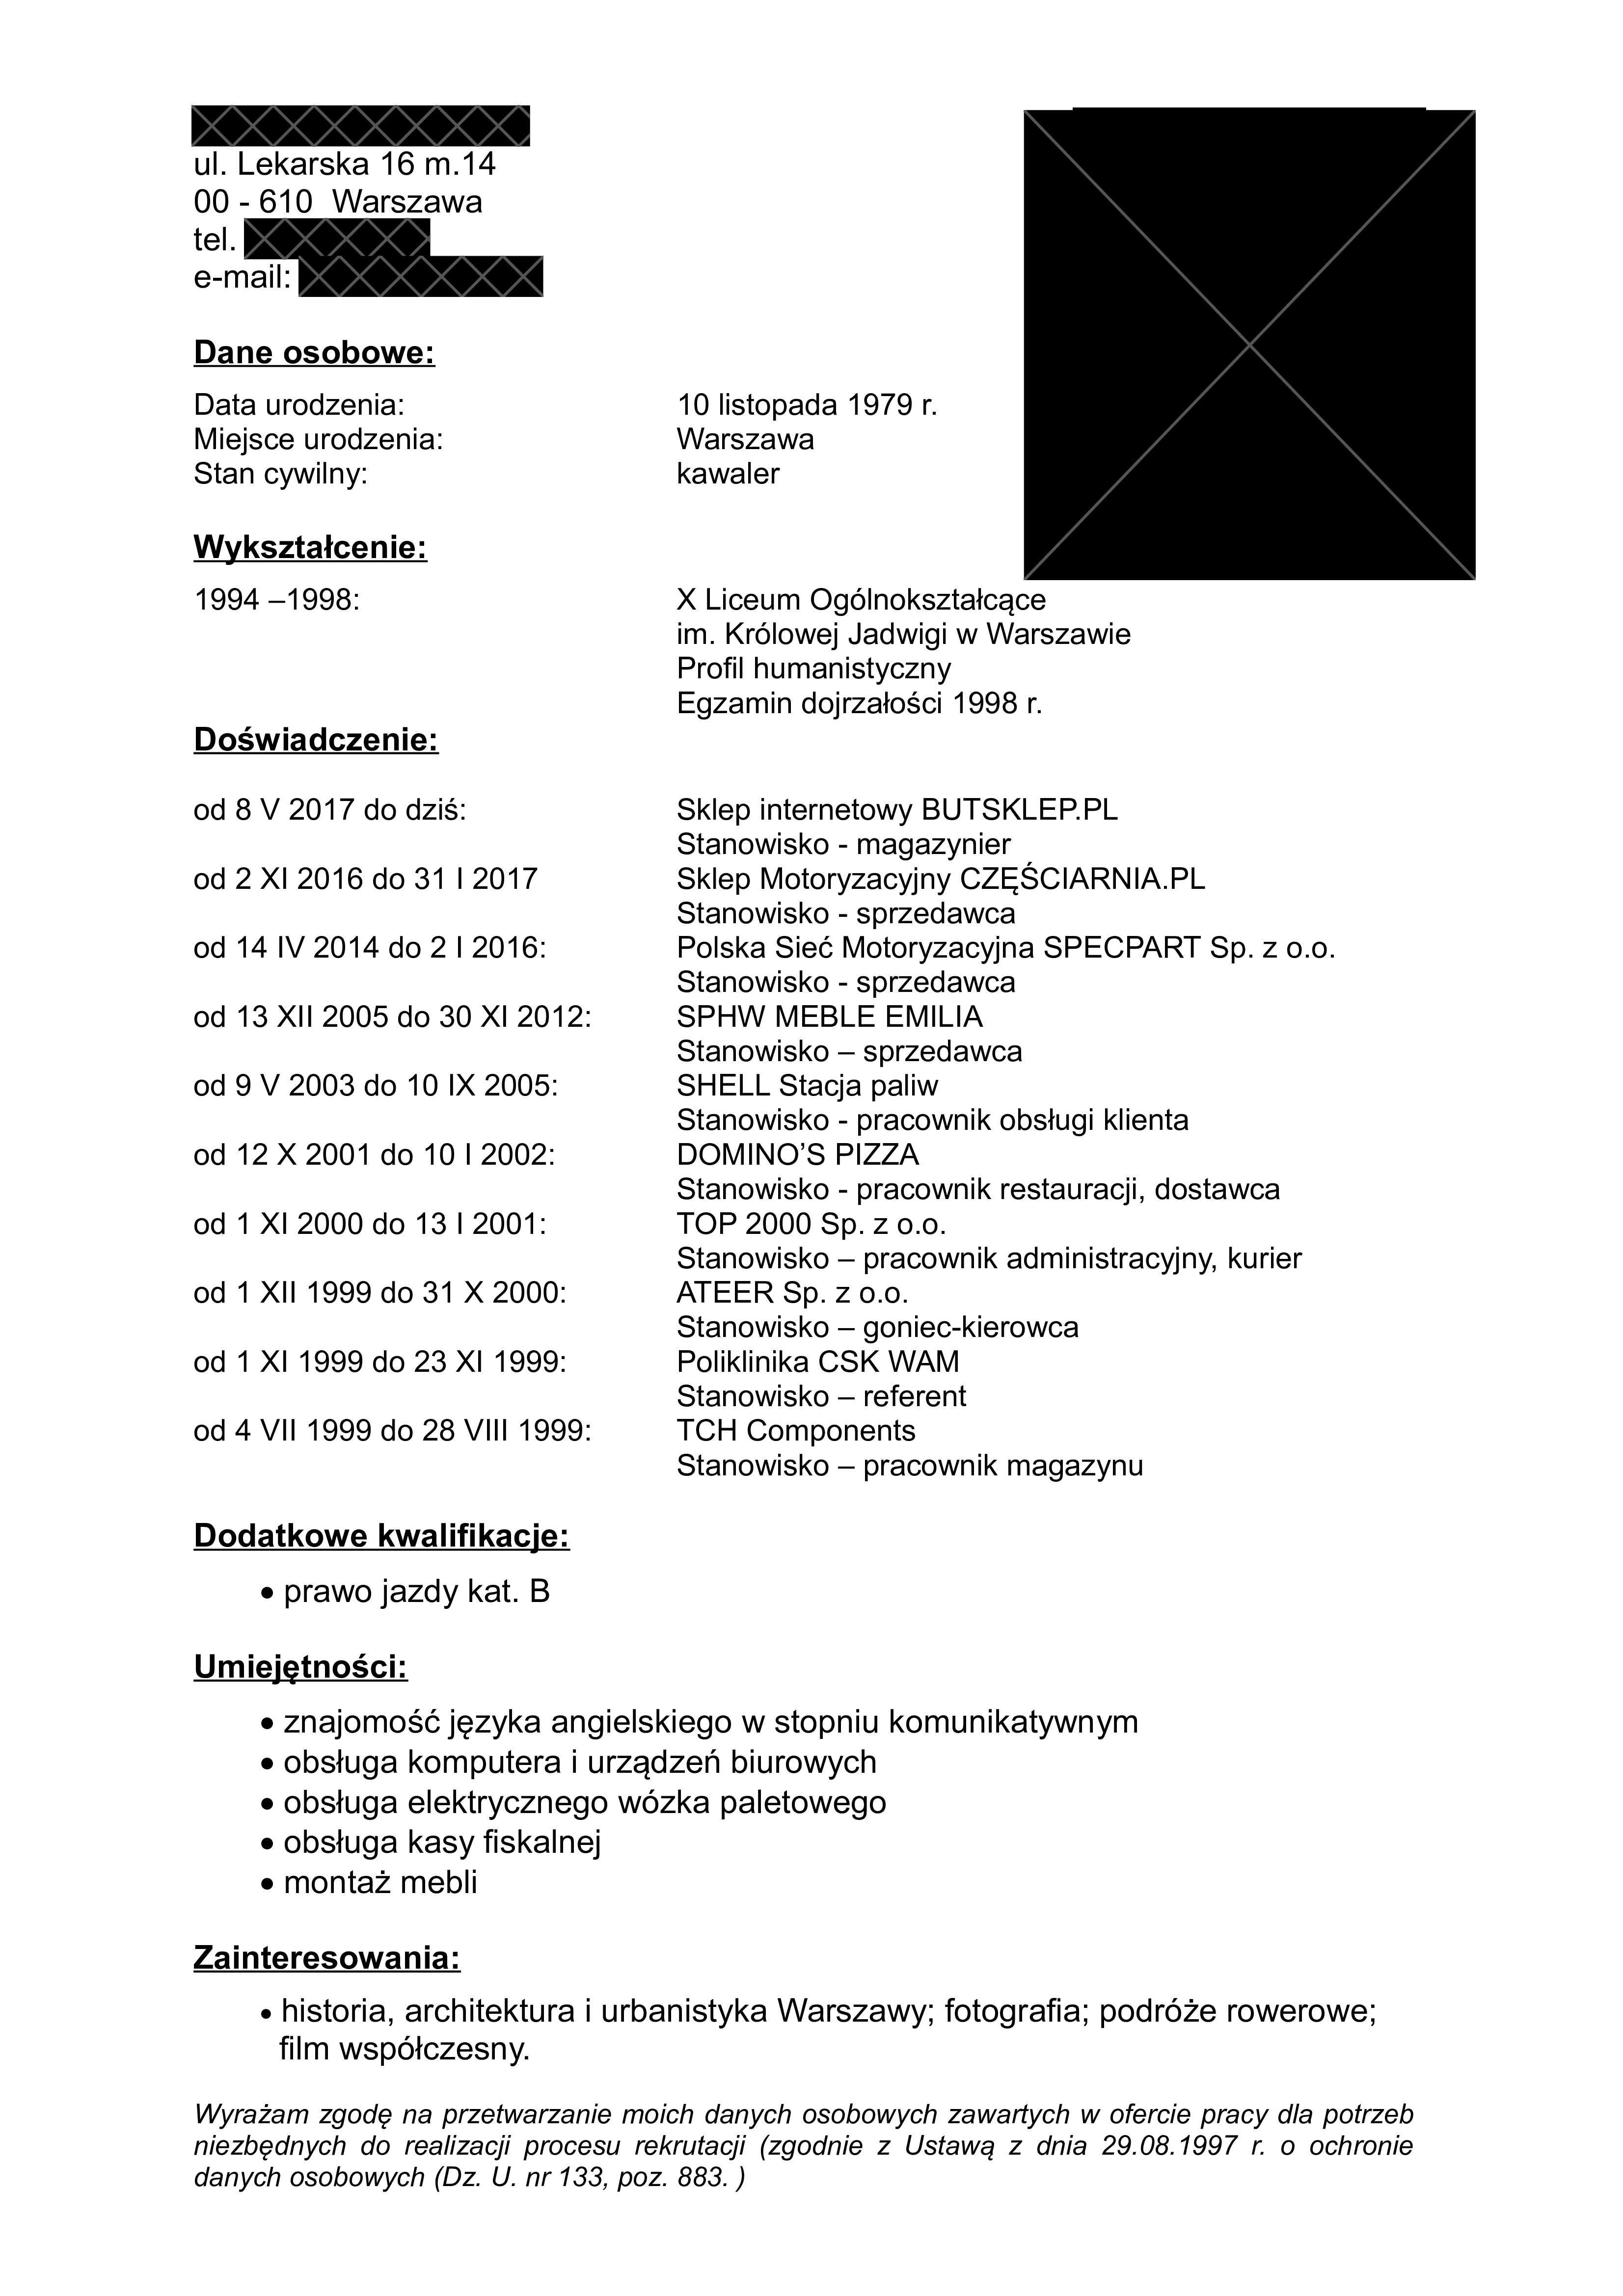 ul. Lekarska 16 m.14
00 - 610  Warszawa
tel.
e-mail:
Dane osobowe:
Data urodzenia: 10 listopada 1979 r.
Miejsce urodzenia: Warszawa
Stan cywilny: kawaler
Wykształcenie:
1994 –1998: X Liceum Ogólnokształcące
im. Królowej Jadwigi w Warszawie
Profil humanistyczny
Egzamin dojrzałości 1998 r.
Doświadczenie:
od 8 V 2017 do dziś: Sklep internetowy BUTSKLEP.PL
Stanowisko - magazynier
od 2 XI 2016 do 31 I 2017 Sklep Motoryzacyjny CZĘŚCIARNIA.PL
Stanowisko - sprzedawca
od 14 IV 2014 do 2 I 2016: Polska Sieć Motoryzacyjna SPECPART Sp. z o.o.
Stanowisko - sprzedawca
od 13 XII 2005 do 30 XI 2012: SPHW MEBLE EMILIA
Stanowisko – sprzedawca
od 9 V 2003 do 10 IX 2005: SHELL Stacja paliw
Stanowisko - pracownik obsługi klienta
od 12 X 2001 do 10 I 2002: DOMINO’S PIZZA
Stanowisko - pracownik restauracji, dostawca
od 1 XI 2000 do 13 I 2001: TOP 2000 Sp. z o.o.
Stanowisko – pracownik administracyjny, kurier
od 1 XII 1999 do 31 X 2000: ATEER Sp. z o.o.
Stanowisko – goniec-kierowca
od 1 XI 1999 do 23 XI 1999: Poliklinika CSK WAM
Stanowisko – referent
od 4 VII 1999 do 28 VIII 1999: TCH Components
Stanowisko – pracownik magazynu
Dodatkowe kwalifikacje:
• prawo jazdy kat. B
Umiejętności:
• znajomość języka angielskiego w stopniu komunikatywnym
• obsługa komputera i urządzeń biurowych
• obsługa elektrycznego wózka paletowego
• obsługa kasy fiskalnej
• montaż mebli
Zainteresowania:
• historia, architektura i urbanistyka Warszawy; fotografia; podróże rowerowe;
film współczesny.
Wyrażam zgodę na przetwarzanie moich danych osobowych zawartych w ofercie pracy dla potrzeb
niezbędnych do realizacji procesu rekrutacji (zgodnie z Ustawą z dnia 29.08.1997 r. o ochronie
danych osobowych (Dz. U. nr 133, poz. 883. )